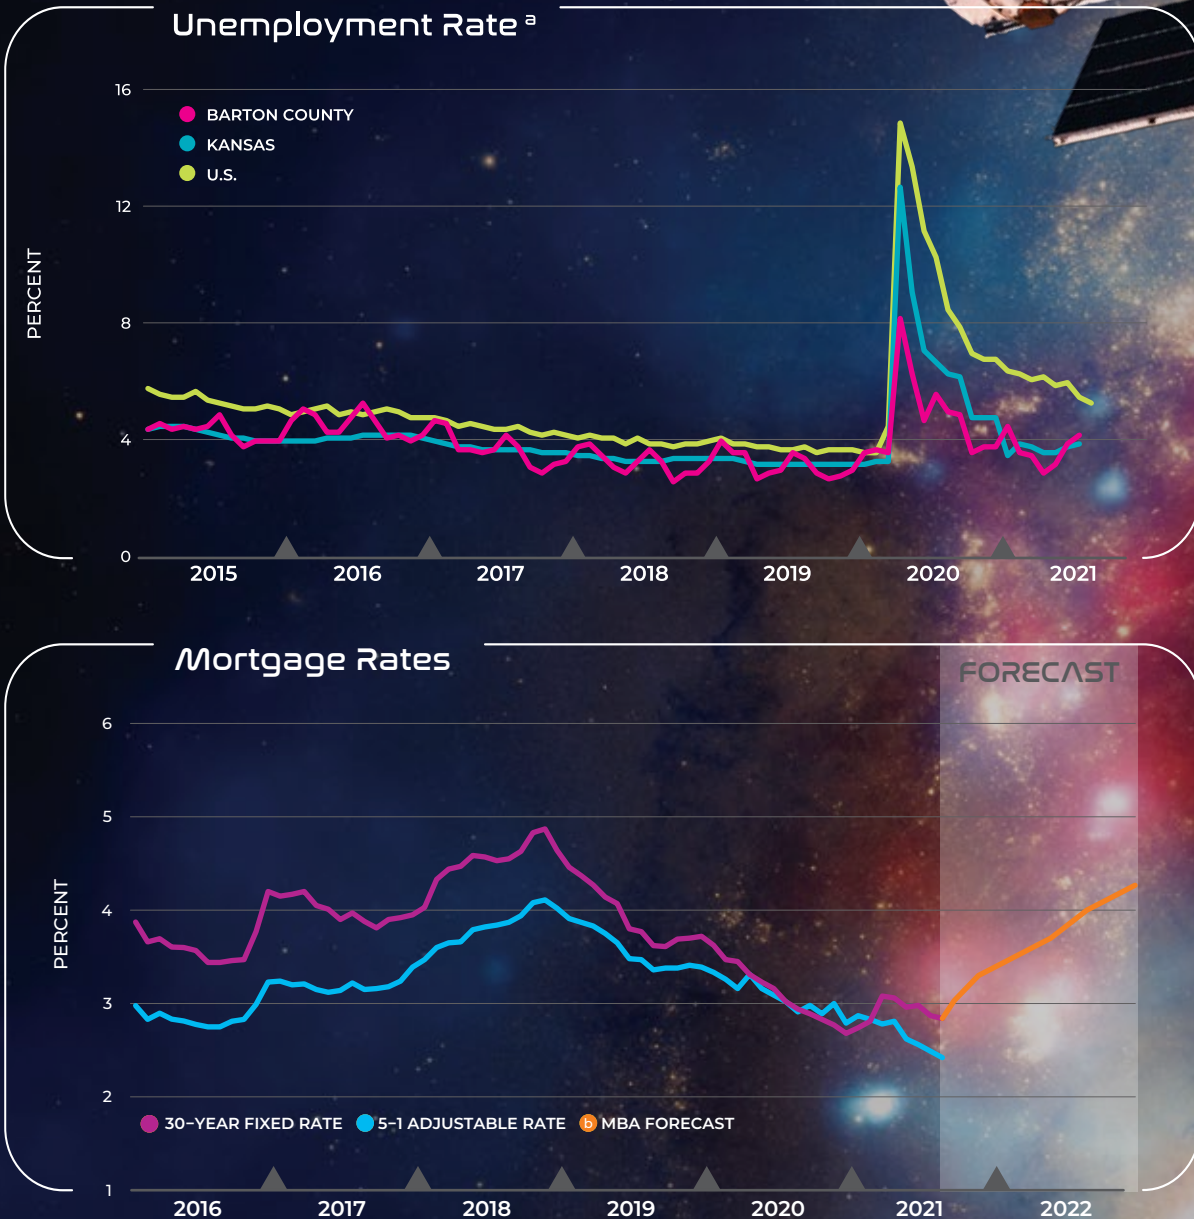 Unemployment Rate a
16
BARTON COUNTY
KANSAS
U.S.
12
PERCENT
8
4
0
2015 2016 2017 2018 2019 2020 2021
Mortgage Rates
FORECAST
6
5
PERCENT
4
3
2
30-YEAR FIXED RATE 5-1 ADJUSTABLE RATE b MBA FORECAST
1
2016 2017 2018 2019 2020 2021 2022